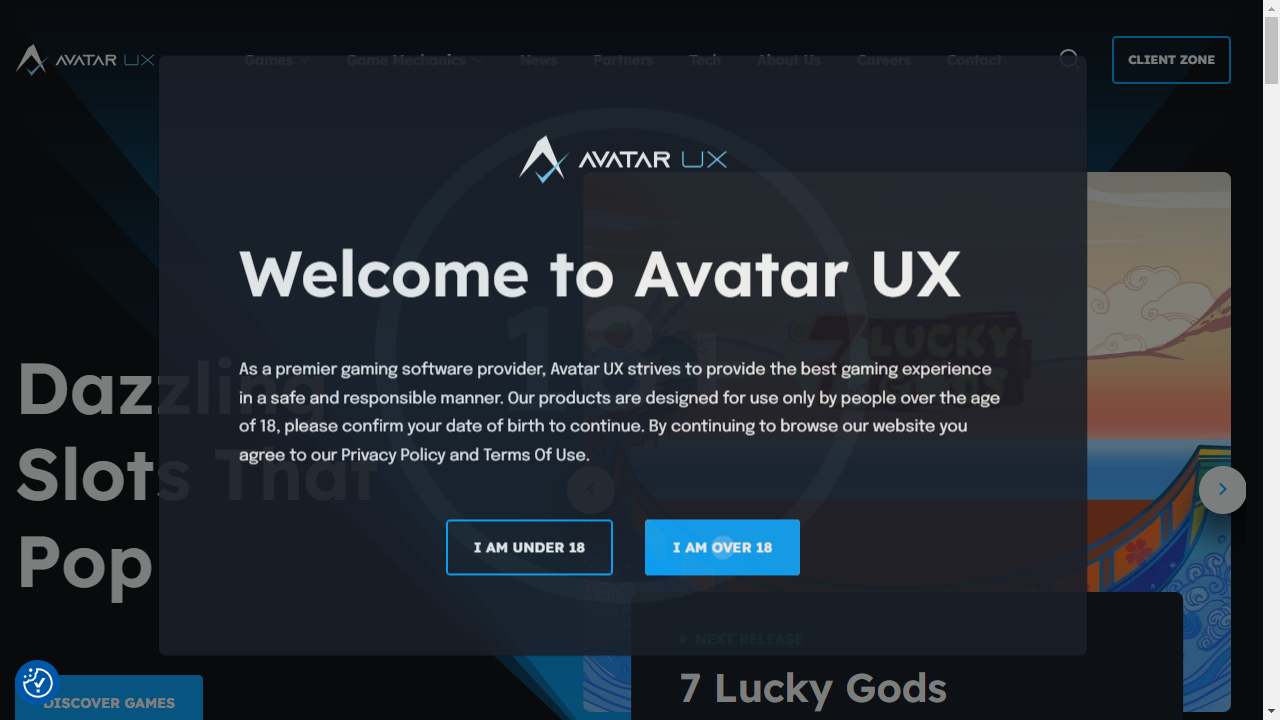 AVATAR UX
Games
Game Mechanics
News
Partners
Tech
About Us
Careers
Contact
CLIENT ZONE
AVATAR UX
Welcome to Avatar UX
As a premier gaming software provider, Avatar UX strives to provide the best gaming experience
in a safe and responsible manner. Our products are designed for use only by people over the age
of 18, please confirm your date of birth to continue. By continuing to browse our website you
agree to our Privacy Policy and Terms Of Use.
I AM UNDER 18
I AM OVER 18
18
Dazzling
Slots That
Pop
DISCOVER GAMES
7 LUCKY
NEXT RELEASE
7 Lucky Gods